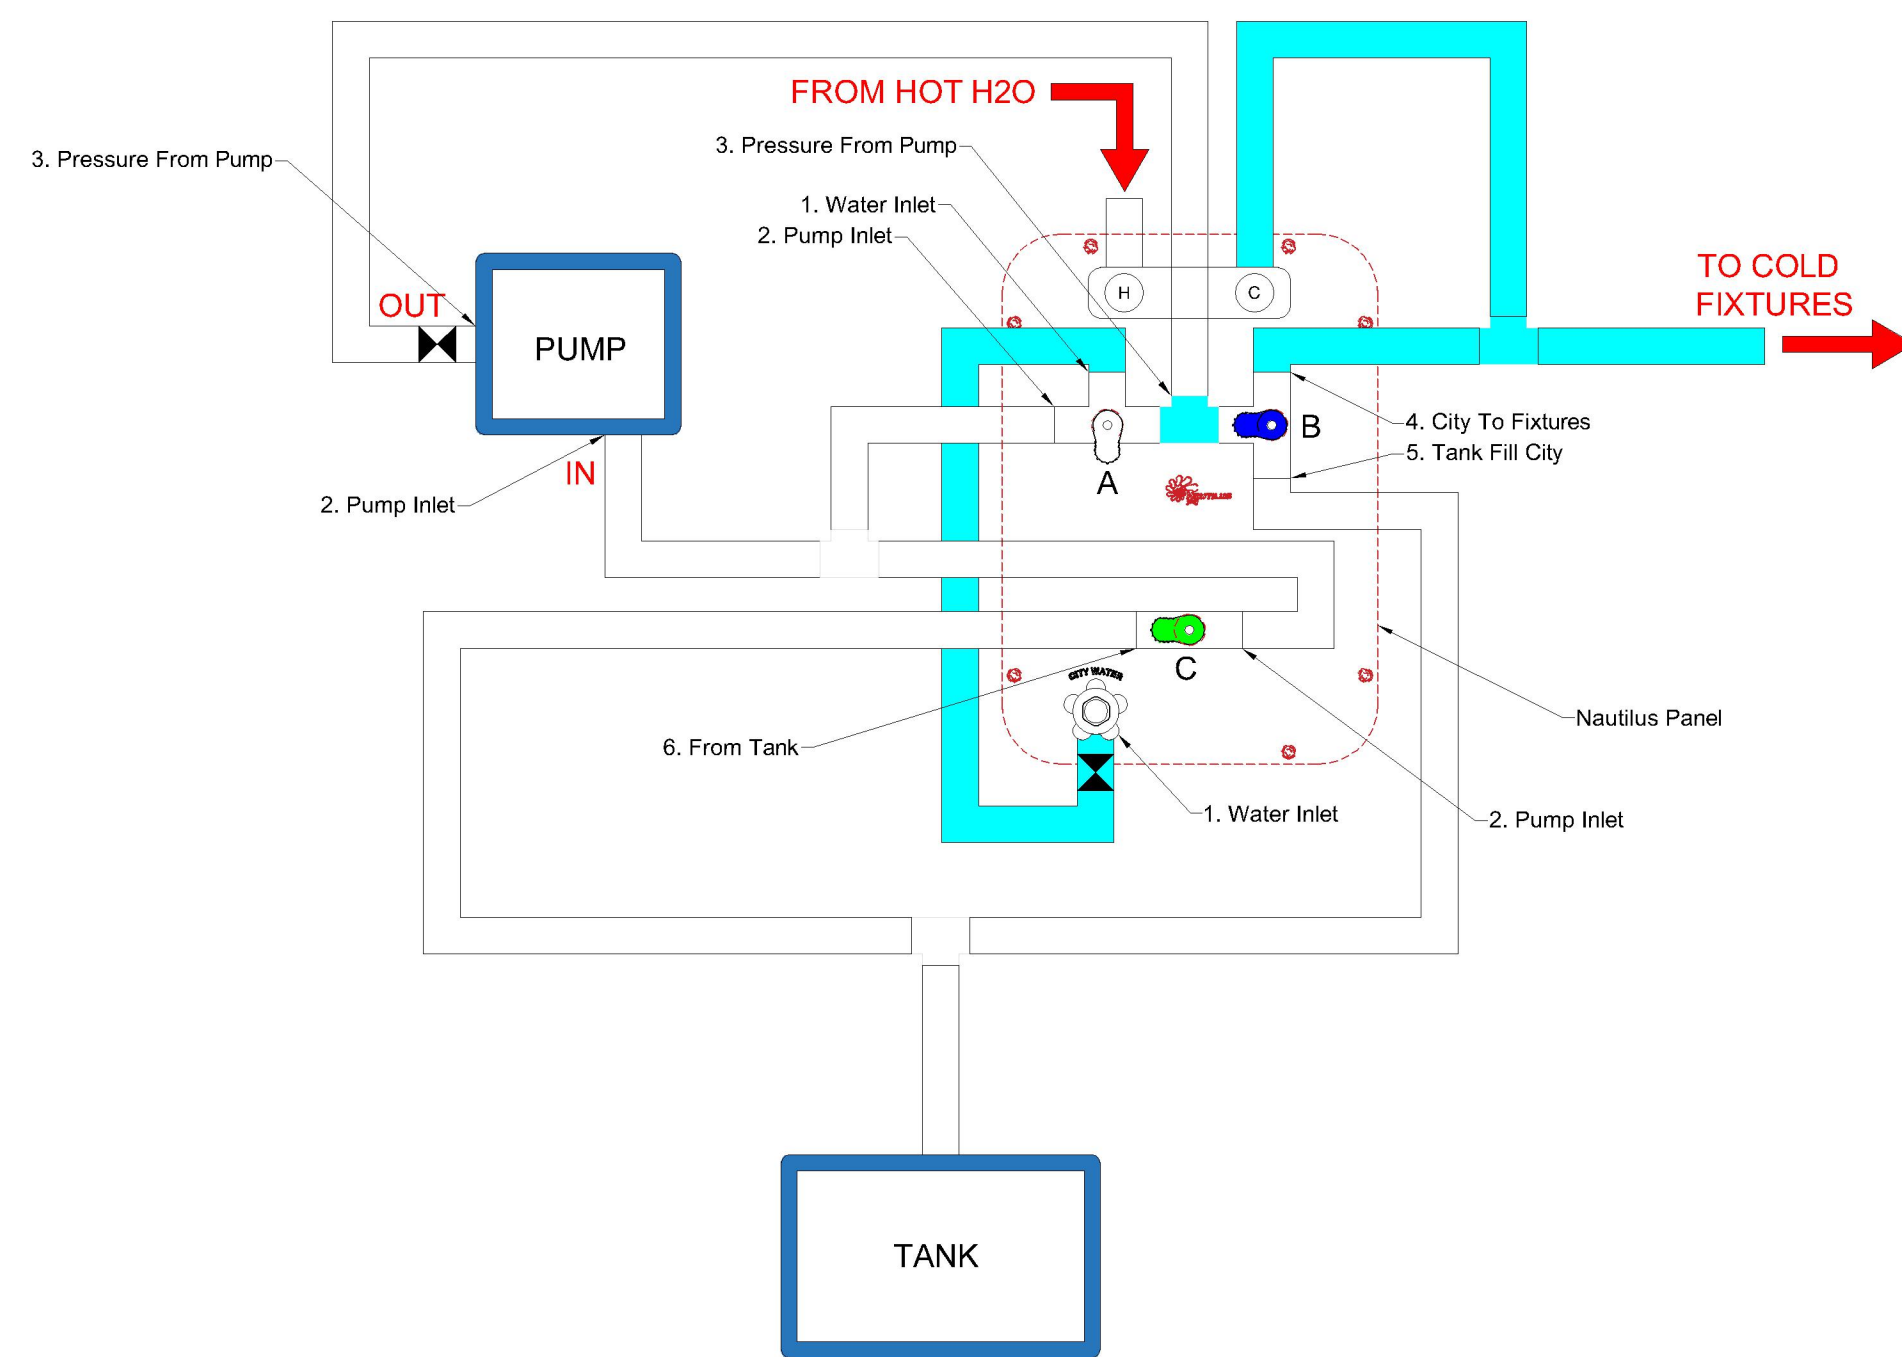 FROM HOT H2O
3. Pressure From Pump
3. Pressure From Pump
1. Water Inlet
2. Pump Inlet
TO COLD
FIXTURES
H
C
OUT
PUMP
4. City To Fixtures
B
5. Tank Fill City
A
IN
2. Pump Inlet
C
CITY WATER
Nautilus Panel
6. From Tank
1. Water Inlet
2. Pump Inlet
TANK